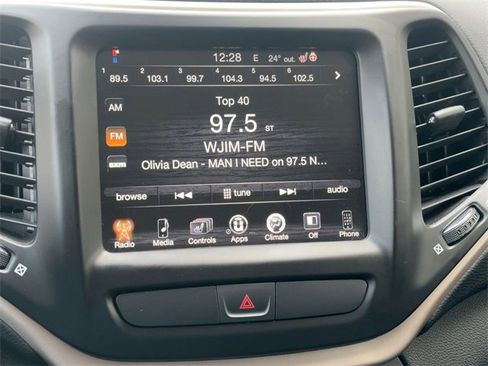 12:28 E 24° out.
1 89.5 2 103.1 3 99.7 4 104.3 5 94.5 6 102.5
AM
Top 40
FM
97.5 ST
WJIM-FM
Olivia Dean - MAN I NEED on 97.5 N...
browse tune audio
Radio Media Controls Apps Climate Off Phone